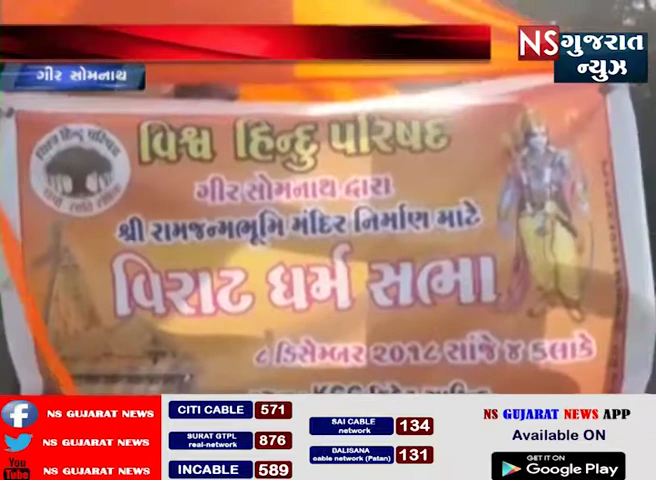 NS ગુજરાત
ન્યુઝ
ગીર સોમનાથ
વિશ્વ હિન્દુ પરિષદ
ગીર સોમનાથ દ્વારા
શ્રી રામજન્મભૂમિ મંદિર નિર્માણ માટે
વિરાટ ધર્મ સભા
૮ ડિસેમ્બર ૨૦૧૮ સાંજે ૪ કલાકે
NS GUJARAT NEWS
NS GUJARAT NEWS
You Tube NS GUJARAT NEWS
CITI CABLE 571
SURAT GTPL real-network 876
INCABLE 589
SAI CABLE network 134
BALISANA cable network (Patan) 131
NS GUJARAT NEWS APP
Available ON
GET IT ON
Google Play